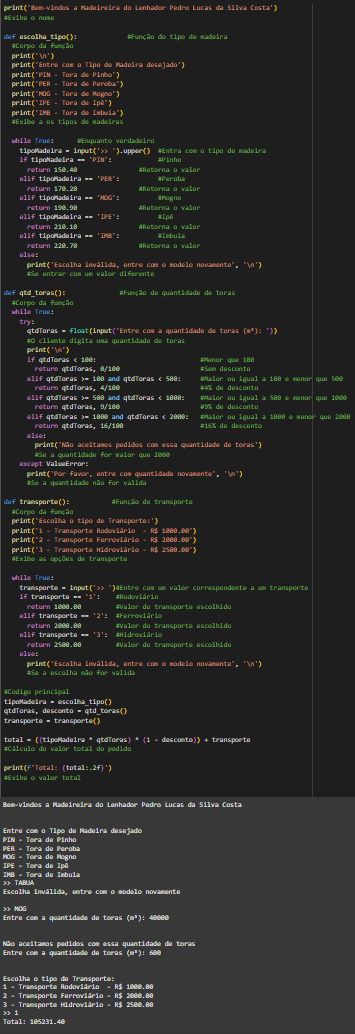 print('Bem-vindos a Madeireira do Lenhador Pedro Lucas da Silva Costa')
#Exibe o nome

def escolha_tipo():              #Função do tipo de madeira
  #Corpo da função
  print('\n')
  print('Entre com o Tipo de Madeira desejado')
  print('PIN - Tora de Pinho')
  print('PER - Tora de Peroba')
  print('MOG - Tora de Mogno')
  print('IPE - Tora de Ipê')
  print('IMB - Tora de Imbuia')
  #Exibe a os tipos de madeiras

  while True:      #Enquanto verdadeiro
    tipoMadeira = input('>> ').upper()  #Entra com o tipo de madeira
    if tipoMadeira == 'PIN':            #Pinho
      return 150.40                #Retorna o valor
    elif tipoMadeira == 'PER':          #Peroba
      return 170.20                #Retorna o valor
    elif tipoMadeira == 'MOG':          #Mogno
      return 190.90                #Retorna o valor
    elif tipoMadeira == 'IPE':          #Ipê
      return 210.10                #Retorna o valor
    elif tipoMadeira == 'IMB':          #Imbuia
      return 220.70                #Retorna o valor
    else:
      print('Escolha inválida, entre com o modelo novamente', '\n')
      #Se entrar com um valor diferente

def qtd_toras():              #Função de quantidade de toras
  #Corpo da função
  while True:
    try:
      qtdToras = float(input('Entre com a quantidade de toras (m³): '))
      #O cliente digita uma quantidade de toras
      print('\n')
      if qtdToras < 100:                           #Menor que 100
        return qtdToras, 0/100                     #Sem desconto
      elif qtdToras >= 100 and qtdToras < 500:     #Maior ou igual a 100 e menor que 500
        return qtdToras, 4/100                     #4% de desconto
      elif qtdToras >= 500 and qtdToras < 1000:    #Maior ou igual a 500 e menor que 1000
        return qtdToras, 9/100                     #9% de desconto
      elif qtdToras >= 1000 and qtdToras < 2000:   #Maior ou igual a 1000 e menor que 2000
        return qtdToras, 16/100                    #16% de desconto
      else:
        print('Não aceitamos pedidos com essa quantidade de toras')
        #Se a quantidade for maior que 2000
    except ValueError:
      print('Por favor, entre com quantidade novamente', '\n')
      #Se a quantidade não for valida

def transporte():           #Função de transporte
  #Corpo da função
  print('Escolha o tipo de Transporte:')
  print('1 - Transporte Rodoviário  - R$ 1000.00')
  print('2 - Transporte Ferroviário - R$ 2000.00')
  print('3 - Transporte Hidroviário - R$ 2500.00')
  #Exibe as opções de transporte

  while True:
    transporte = input('>> ')#Entre com um valor correspondente a um transporte
    if transporte == '1':    #Rodoviário
      return 1000.00         #Valor do transporte escolhido
    elif transporte == '2':  #Ferroviário
      return 2000.00         #Valor do transporte escolhido
    elif transporte == '3':  #Hidroviário
      return 2500.00         #Valor do transporte escolhido
    else:
      print('Escolha inválida, entre com o modelo novamente', '\n')
      #Se a escolha não for valida

#Codigo principal
tipoMadeira = escolha_tipo()
qtdToras, desconto = qtd_toras()
transporte = transporte()

total = ((tipoMadeira * qtdToras) * (1 - desconto)) + transporte
#Cálculo do valor total do pedido

print(f'Total: {total:.2f}')
#Exibe o valor total

Bem-vindos a Madeireira do Lenhador Pedro Lucas da Silva Costa

Entre com o Tipo de Madeira desejado
PIN - Tora de Pinho
PER - Tora de Peroba
MOG - Tora de Mogno
IPE - Tora de Ipê
IMB - Tora de Imbuia
>> TABUA
Escolha inválida, entre com o modelo novamente

>> MOG
Entre com a quantidade de toras (m³): 40000

Não aceitamos pedidos com essa quantidade de toras
Entre com a quantidade de toras (m³): 600

Escolha o tipo de Transporte:
1 - Transporte Rodoviário  - R$ 1000.00
2 - Transporte Ferroviário - R$ 2000.00
3 - Transporte Hidroviário - R$ 2500.00
>> 1
Total: 105231.40